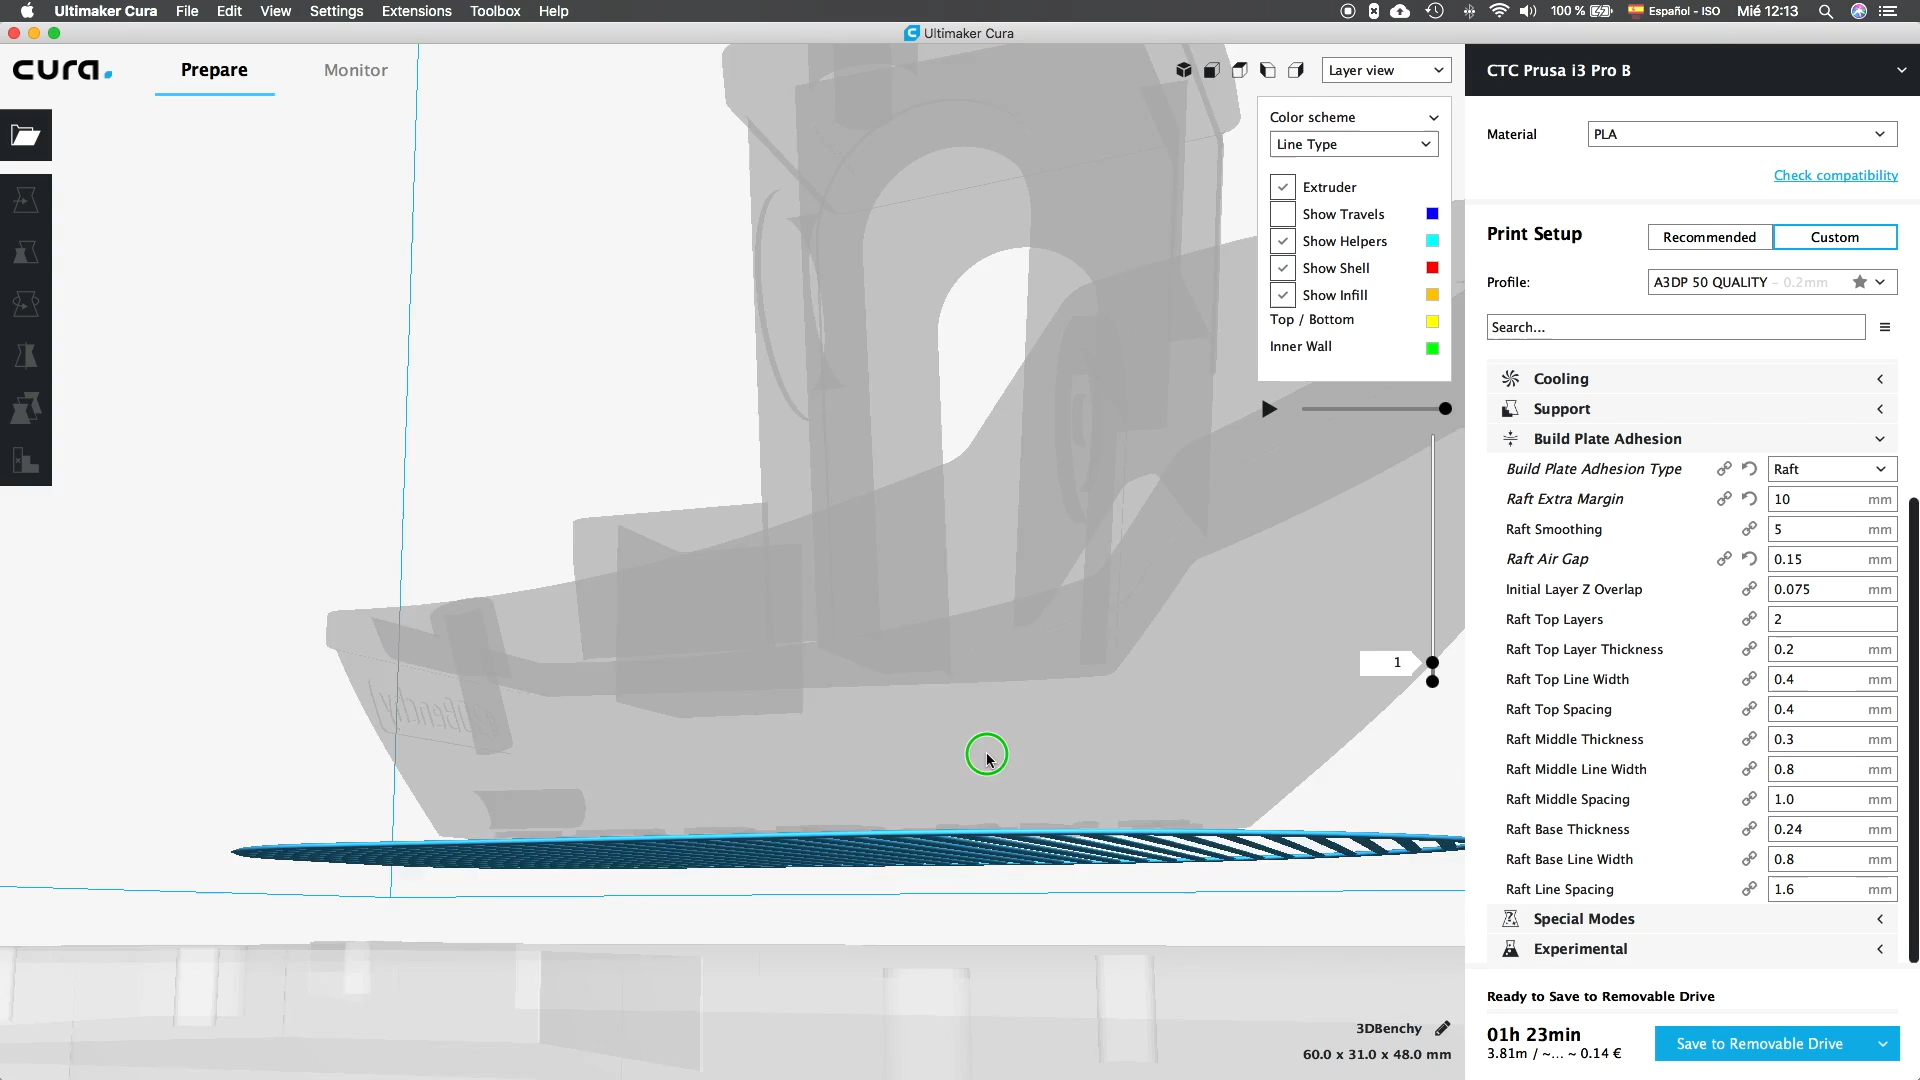 Ultimaker Cura File Edit View Settings Extensions Toolbox Help 100 % Español - ISO Mié 12:13
Ultimaker Cura
cura.
Prepare Monitor
Layer view
CTC Prusa i3 Pro B
Color scheme
Line Type
Extruder
Show Travels
Show Helpers
Show Shell
Show Infill
Top / Bottom
Inner Wall
1
3DBenchy
60.0 x 31.0 x 48.0 mm
Material PLA
Check compatibility
Print Setup Recommended Custom
Profile: A3DP 50 QUALITY - 0.2mm
Search...
Cooling
Support
Build Plate Adhesion
Build Plate Adhesion Type Raft
Raft Extra Margin 10 mm
Raft Smoothing 5 mm
Raft Air Gap 0.15 mm
Initial Layer Z Overlap 0.075 mm
Raft Top Layers 2
Raft Top Layer Thickness 0.2 mm
Raft Top Line Width 0.4 mm
Raft Top Spacing 0.4 mm
Raft Middle Thickness 0.3 mm
Raft Middle Line Width 0.8 mm
Raft Middle Spacing 1.0 mm
Raft Base Thickness 0.24 mm
Raft Base Line Width 0.8 mm
Raft Line Spacing 1.6 mm
Special Modes
Experimental
Ready to Save to Removable Drive
01h 23min
3.81m / ~... ~ 0.14 €
Save to Removable Drive